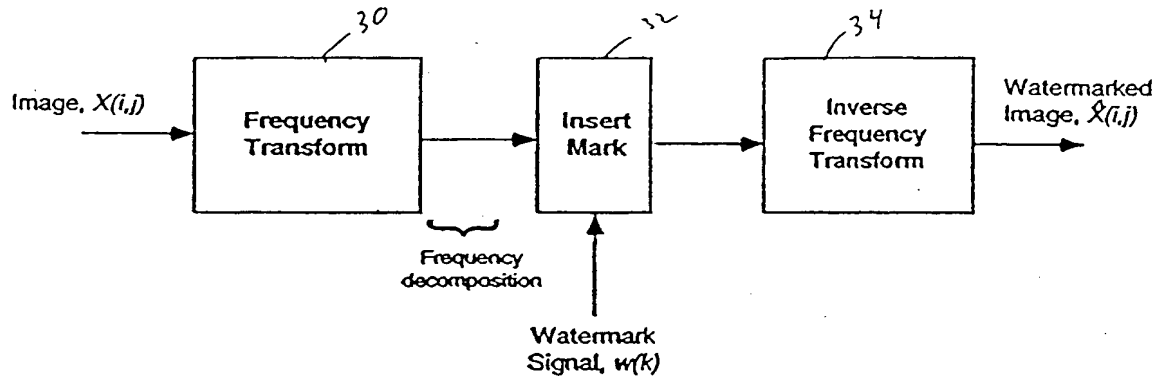 30
32
34
Image, X(i,j)
Frequency
Transform
Insert
Mark
Inverse
Frequency
Transform
Watermarked
Image, X̂(i,j)
Frequency
decomposition
Watermark
Signal, w(k)